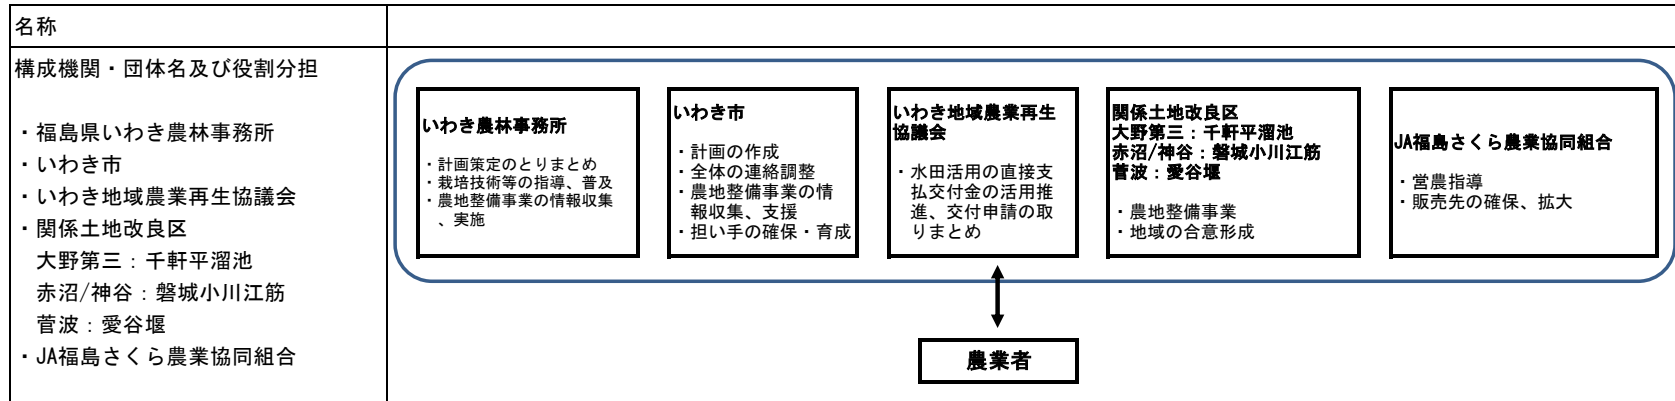 名称
構成機関・団体名及び役割分担
・福島県いわき農林事務所
・いわき市
・いわき地域農業再生協議会
・関係土地改良区
大野第三：千軒平溜池
赤沼/神谷：磐城小川江筋
菅波：愛谷堰
・JA福島さくら農業協同組合
いわき農林事務所
・計画策定のとりまとめ
・栽培技術等の指導、普及
・農地整備事業の情報収集
、実施
いわき市
・計画の作成
・全体の連絡調整
・農地整備事業の情
報収集、支援
・担い手の確保・育成
いわき地域農業再生
協議会
・水田活用の直接支
払交付金の活用推
進、交付申請の取
りまとめ
関係土地改良区
大野第三：千軒平溜池
赤沼/神谷：磐城小川江筋
菅波：愛谷堰
・農地整備事業
・地域の合意形成
JA福島さくら農業協同組合
・営農指導
・販売先の確保、拡大
農業者